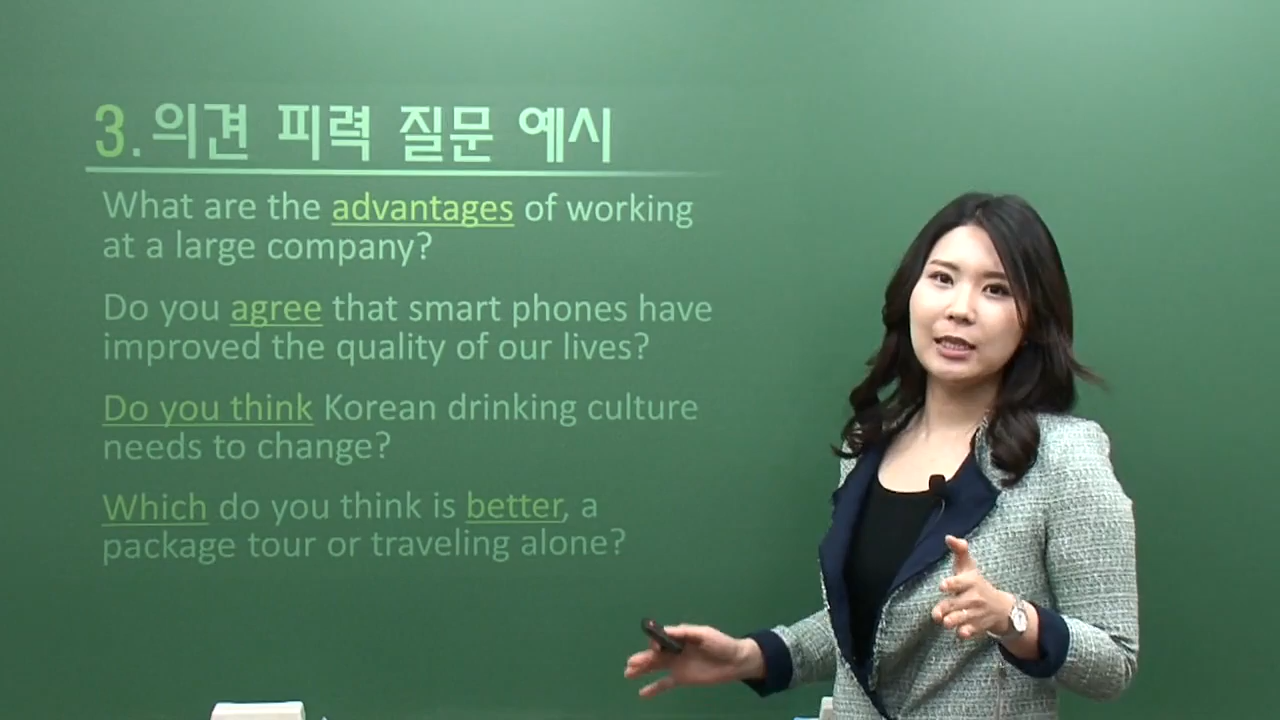 3. 의견 피력 질문 예시
What are the advantages of working
at a large company?
Do you agree that smart phones have
improved the quality of our lives?
Do you think Korean drinking culture
needs to change?
Which do you think is better, a
package tour or traveling alone?